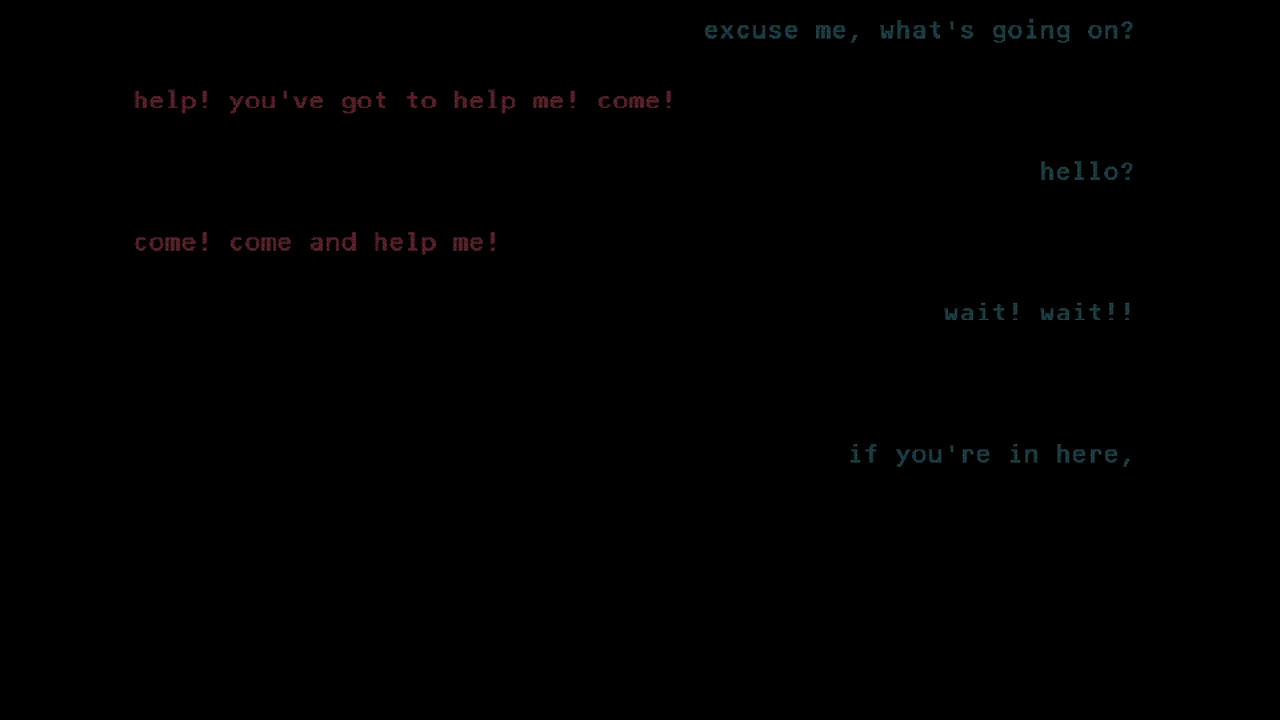 excuse me, what's going on?
help! you've got to help me! come!
hello?
come! come and help me!
wait! wait!!
if you're in here,